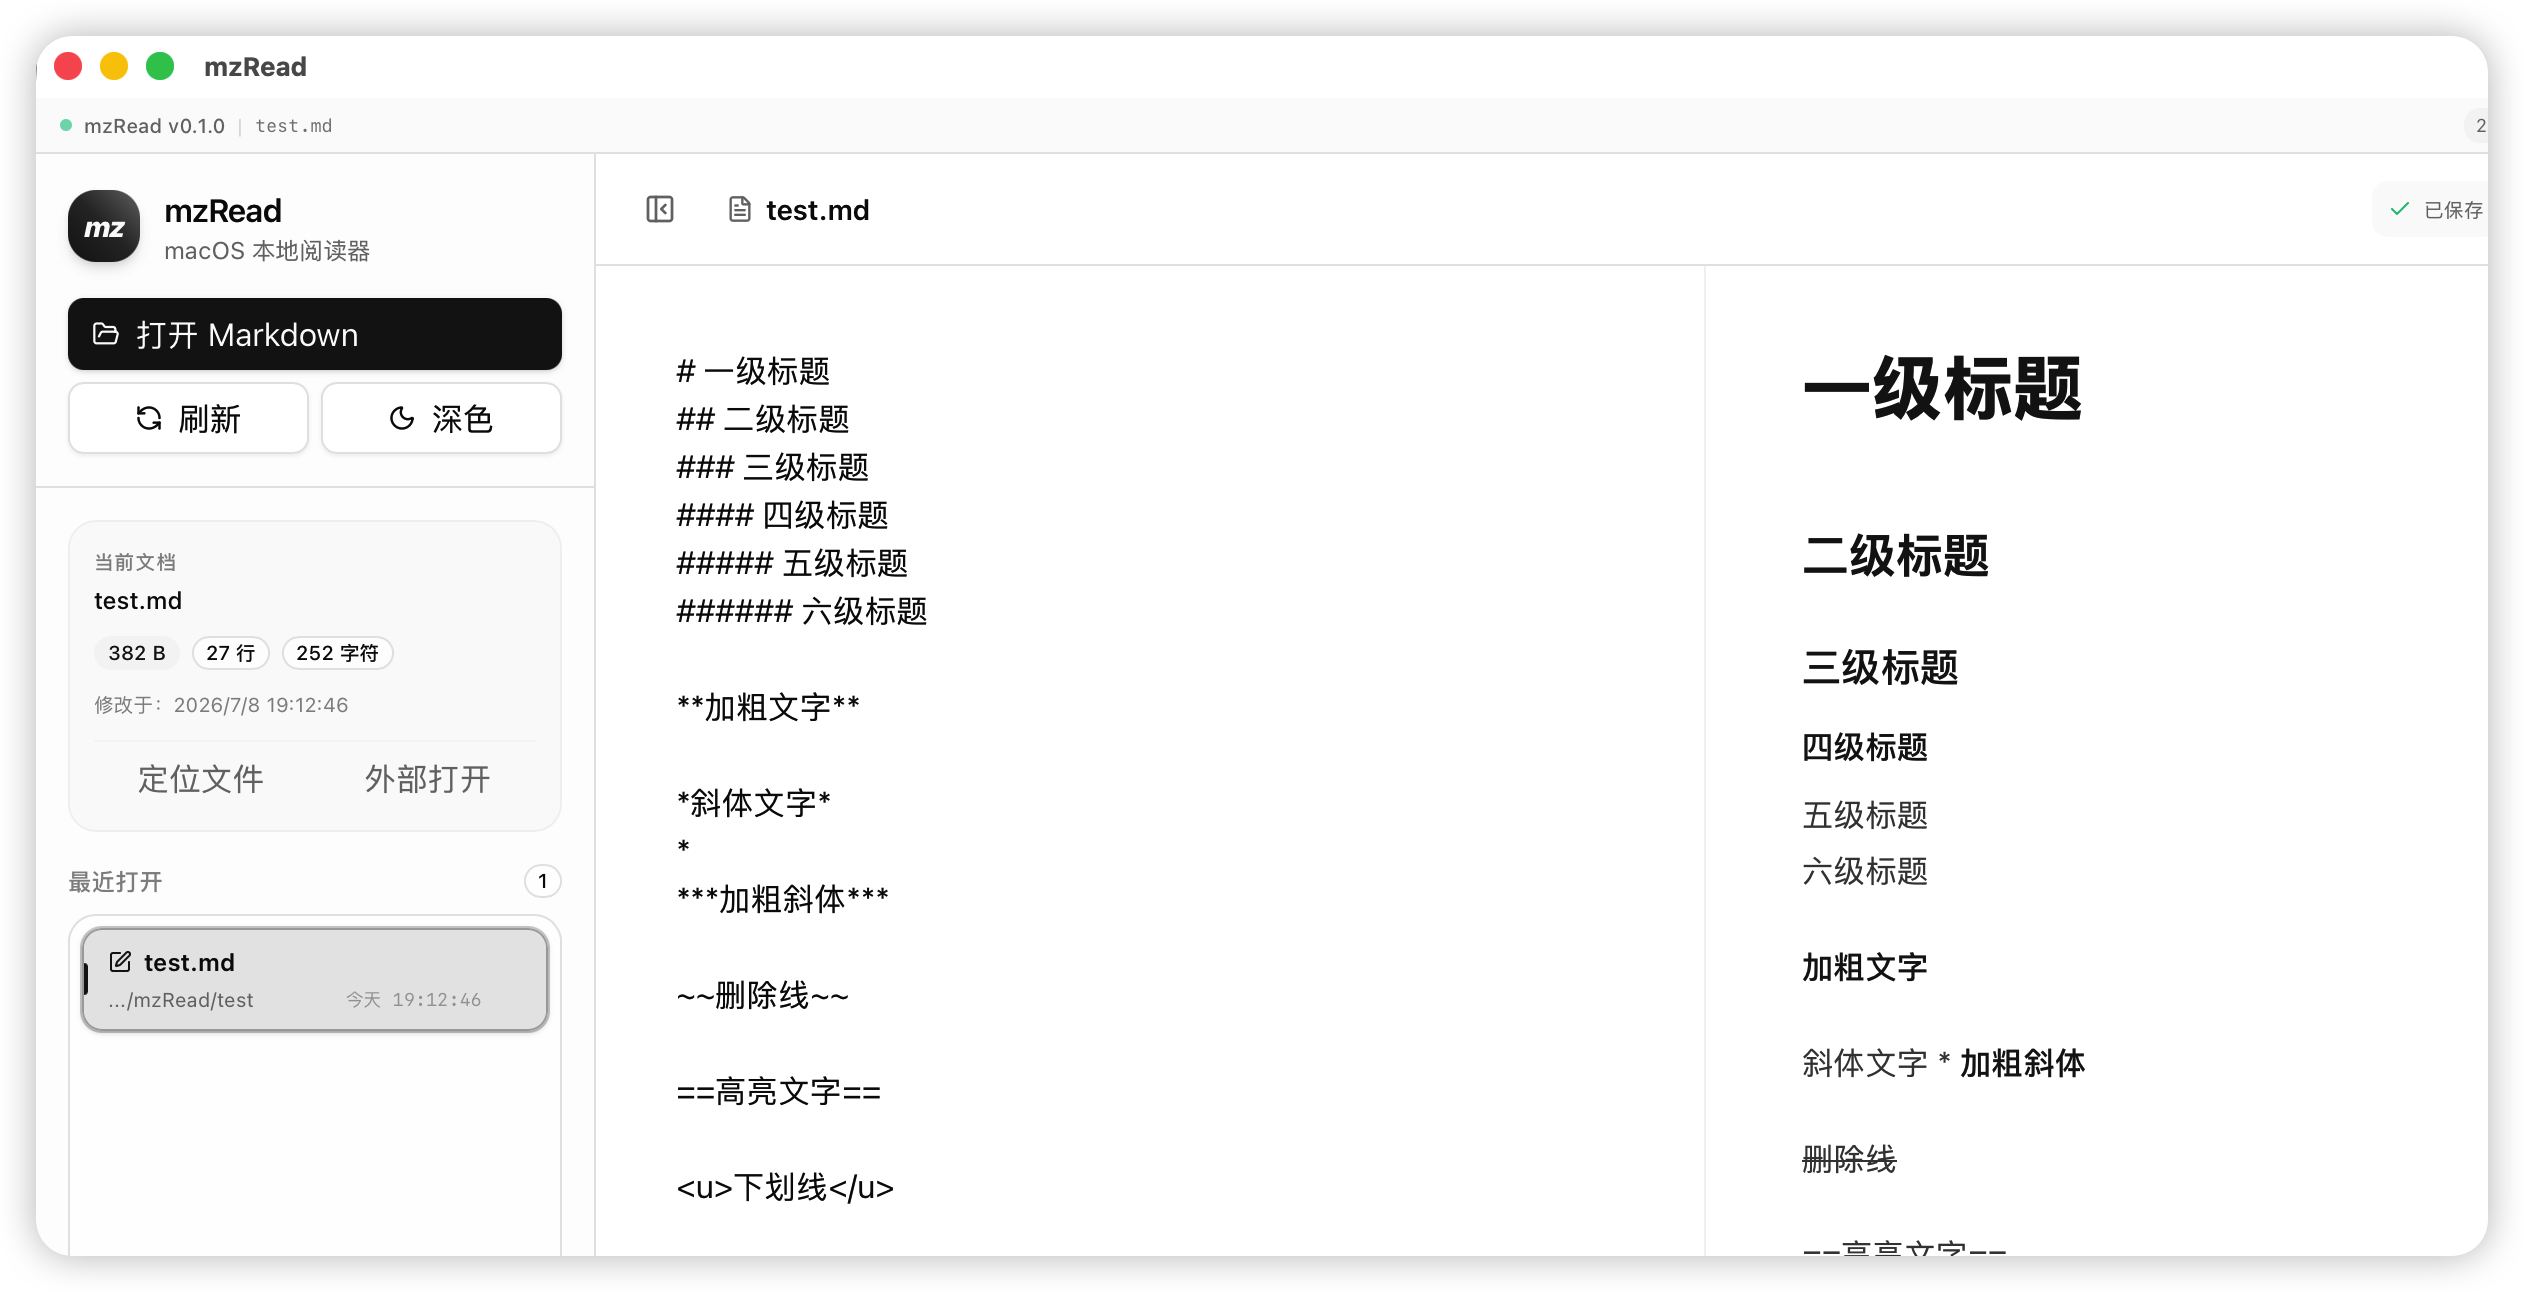 mzRead
mzRead v0.1.0 | test.md
2
mz
mzRead
macOS 本地阅读器
打开 Markdown
刷新
深色
当前文档
test.md
382 B
27 行
252 字符
修改于：2026/7/8 19:12:46
定位文件
外部打开
最近打开
1
test.md
.../mzRead/test
今天 19:12:46
test.md
已保存
# 一级标题
## 二级标题
### 三级标题
#### 四级标题
##### 五级标题
###### 六级标题
**加粗文字**
*斜体文字*
*
***加粗斜体***
~~删除线~~
==高亮文字==
<u>下划线</u>
一级标题
二级标题
三级标题
四级标题
五级标题
六级标题
加粗文字
斜体文字 * 加粗斜体
删除线
==高亮文字==